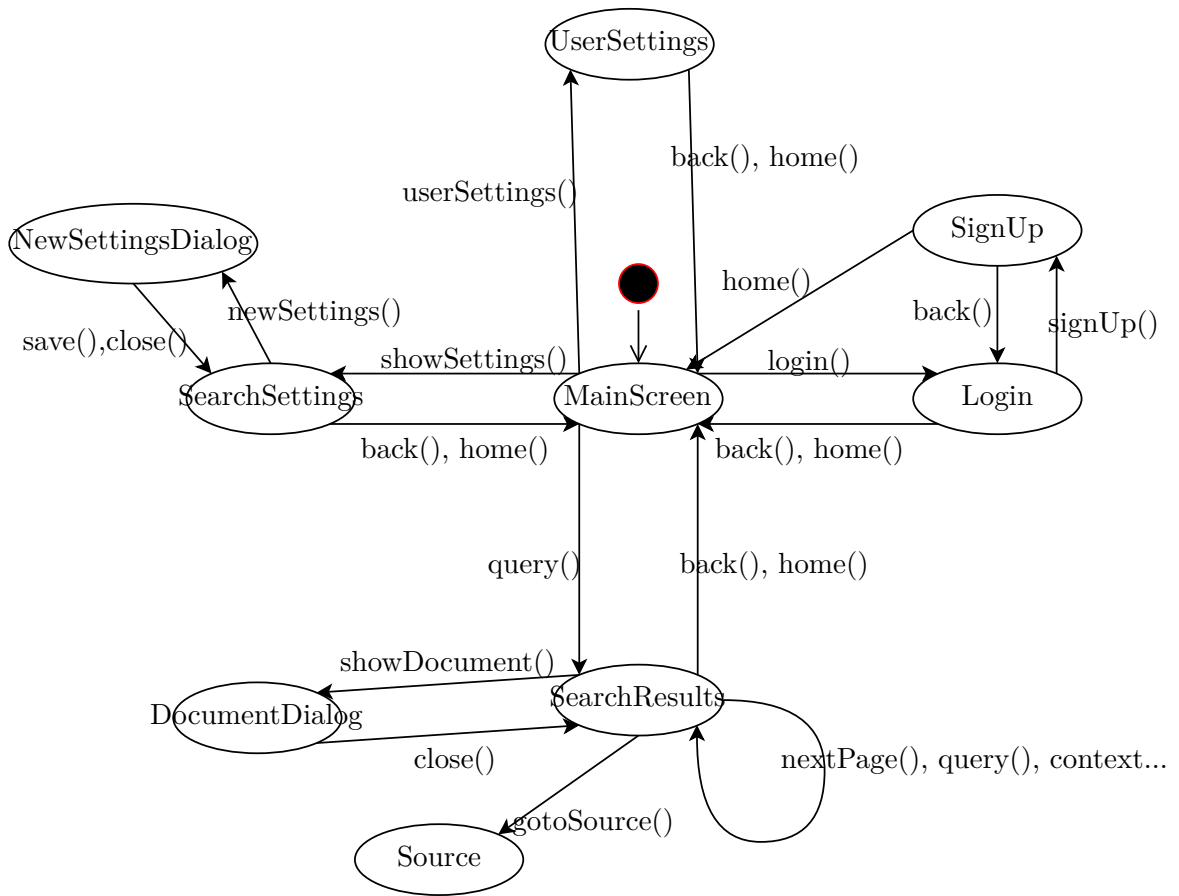 UserSettings
back(), home()
userSettings()
SignUp
NewSettingsDialog
home()
newSettings()
back()
signUp()
save(),close()
showSettings()
login()
SearchSettings
MainScreen
Login
back(), home()
back(), home()
query()
back(), home()
showDocument()
SearchResults
DocumentDialog
close()
nextPage(), query(), context...
gotoSource()
Source